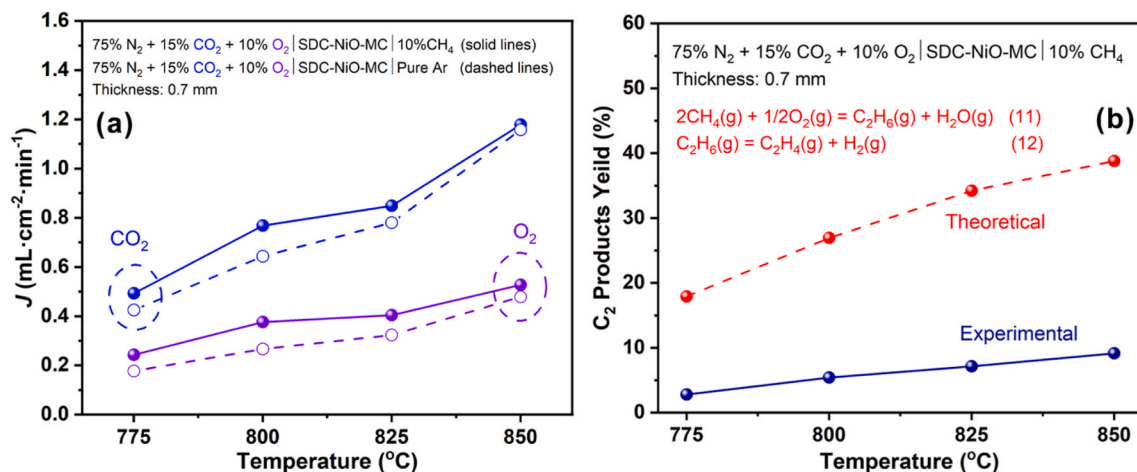 1.6
1.4
1.2
1.0
0.8
0.6
0.4
0.2
0.0
J (mL·cm⁻²·min⁻¹)
75% N₂ + 15% CO₂ + 10% O₂│SDC-NiO-MC│10%CH₄ (solid lines)
75% N₂ + 15% CO₂ + 10% O₂│SDC-NiO-MC│Pure Ar (dashed lines)
Thickness: 0.7 mm
(a)
CO₂
O₂
775 800 825 850
Temperature (°C)
60
50
40
30
20
10
0
C₂ Products Yeild (%)
75% N₂ + 15% CO₂ + 10% O₂│SDC-NiO-MC│10% CH₄
Thickness: 0.7 mm
2CH₄(g) + 1/2O₂(g) = C₂H₆(g) + H₂O(g) (11)
C₂H₆(g) = C₂H₄(g) + H₂(g) (12)
(b)
Theoretical
Experimental
775 800 825 850
Temperature (°C)